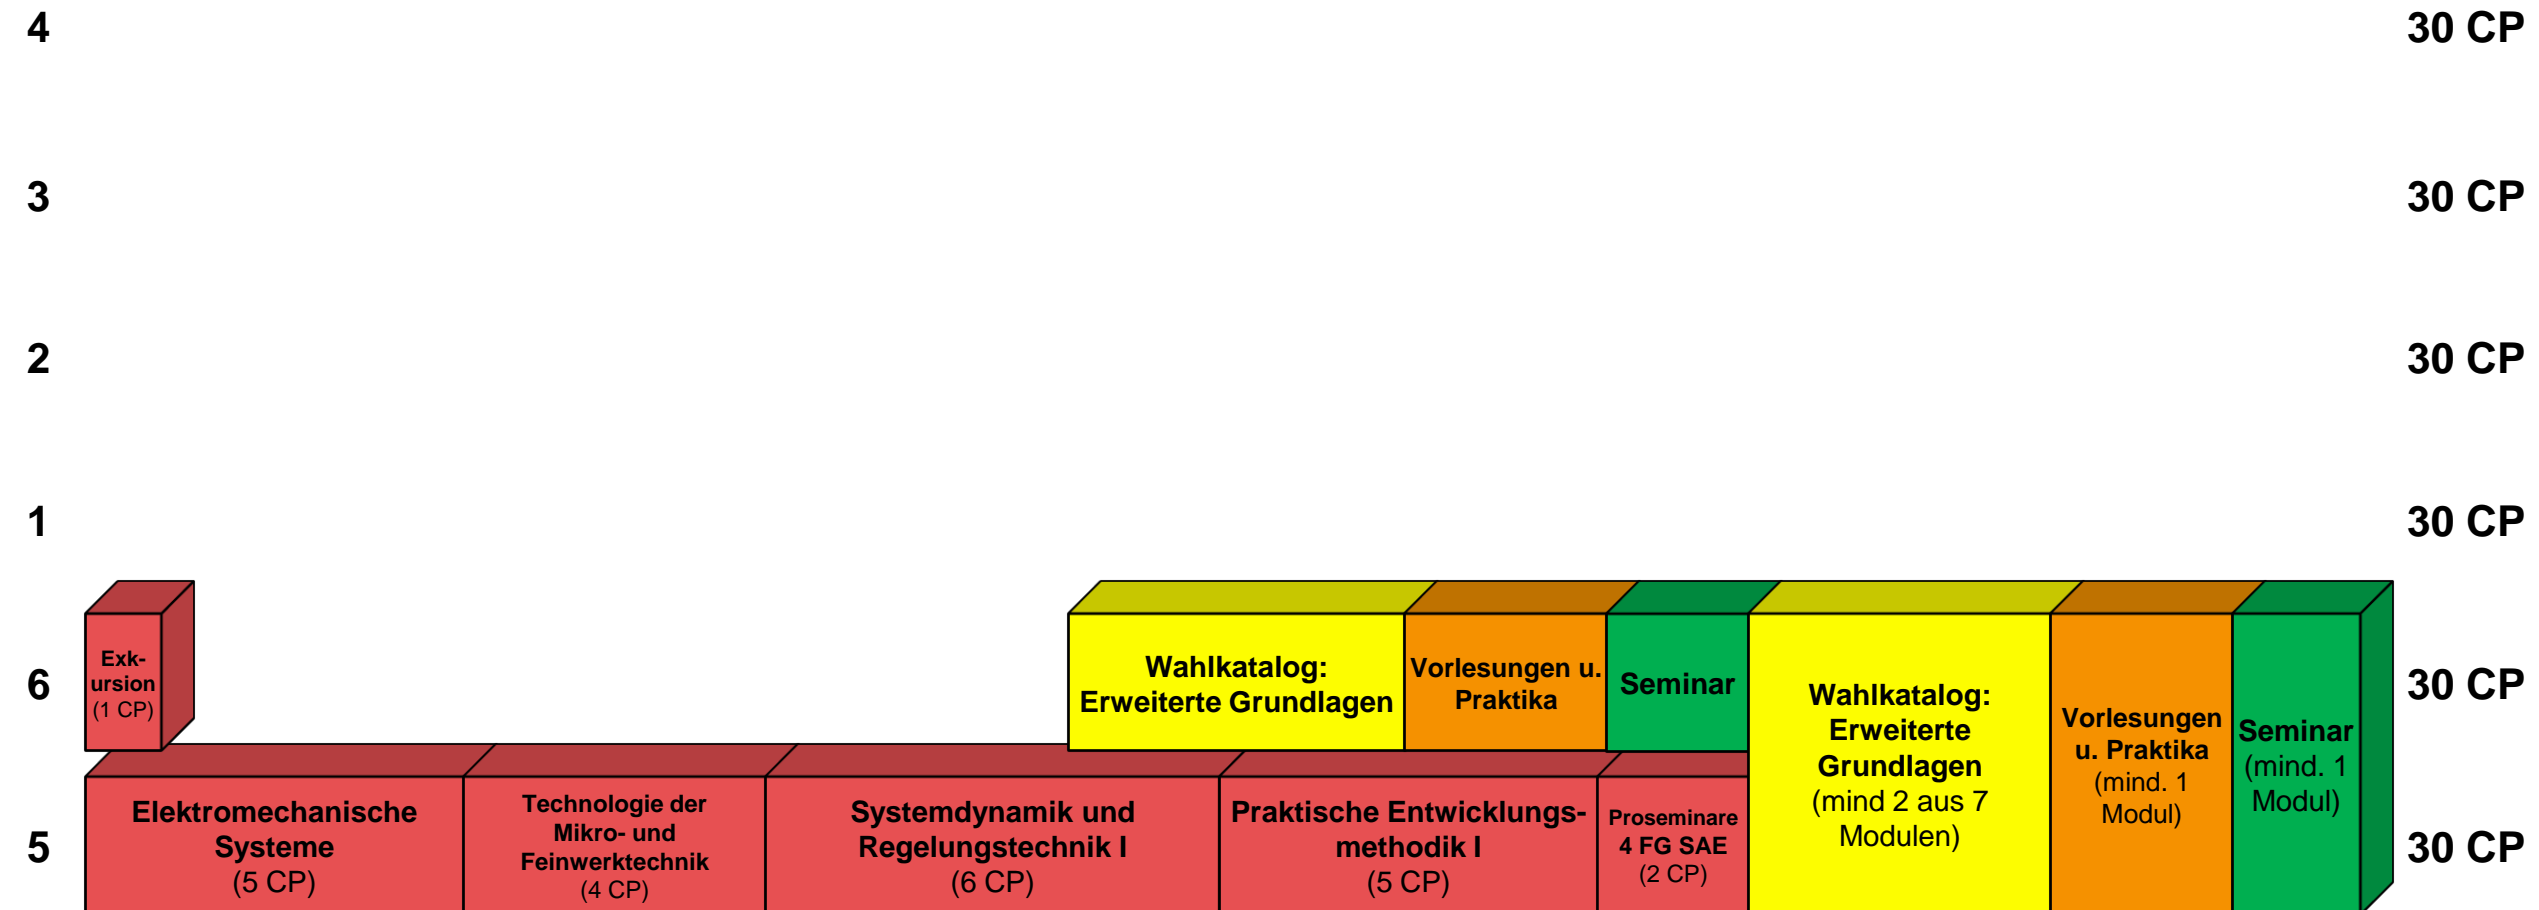 4
30 CP
3
30 CP
2
30 CP
1
30 CP
6
Exk-
ursion
(1 CP)
Wahlkatalog:
Erweiterte Grundlagen
Vorlesungen u.
Praktika
Seminar
Wahlkatalog:
Erweiterte
Grundlagen
(mind 2 aus 7
Modulen)
Vorlesungen
u. Praktika
(mind. 1
Modul)
Seminar
(mind. 1
Modul)
30 CP
5
Elektromechanische
Systeme
(5 CP)
Technologie der
Mikro- und
Feinwerktechnik
(4 CP)
Systemdynamik und
Regelungstechnik I
(6 CP)
Praktische Entwicklungs-
methodik I
(5 CP)
Proseminare
4 FG SAE
(2 CP)
30 CP